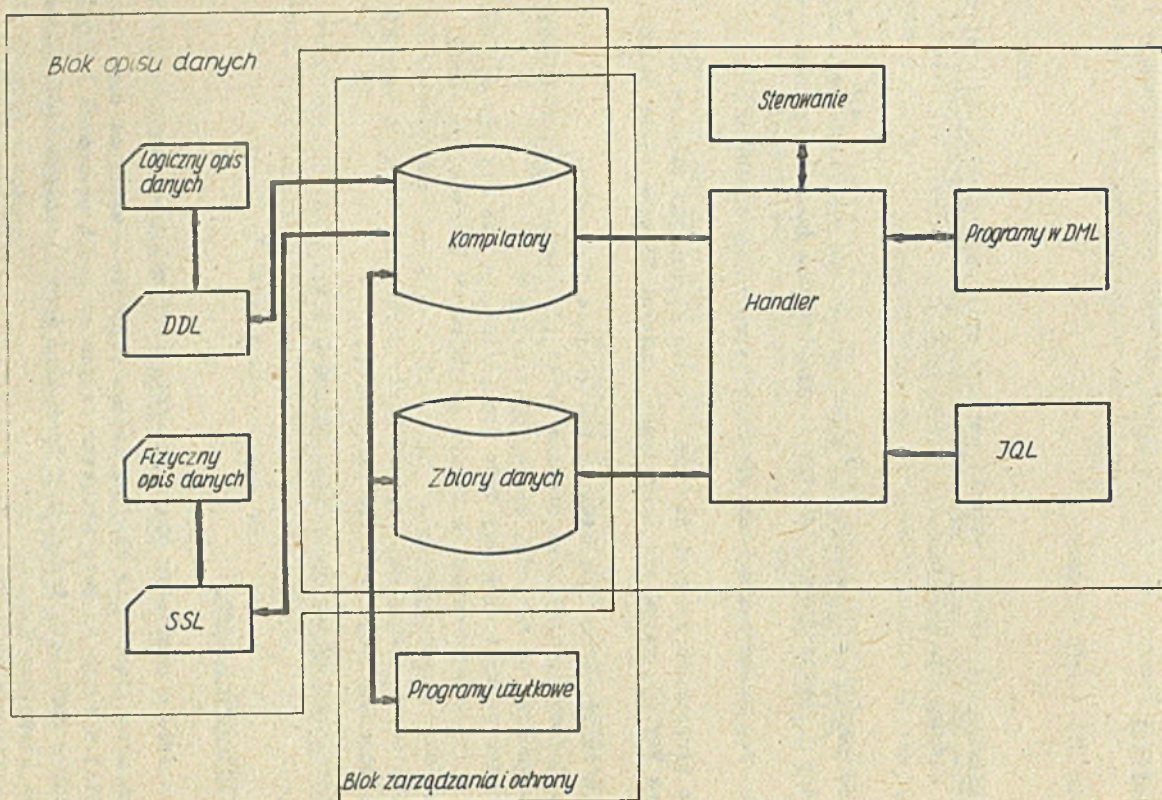 Blok opisu danych
Logiczny opis
danych
DDL
Fizyczny
opis danych
SSL
Kompilatory
Zbiory danych
Programy użytkowe
Blok zarządzania i ochrony
Sterowanie
Handler
Programy w DML
JQL